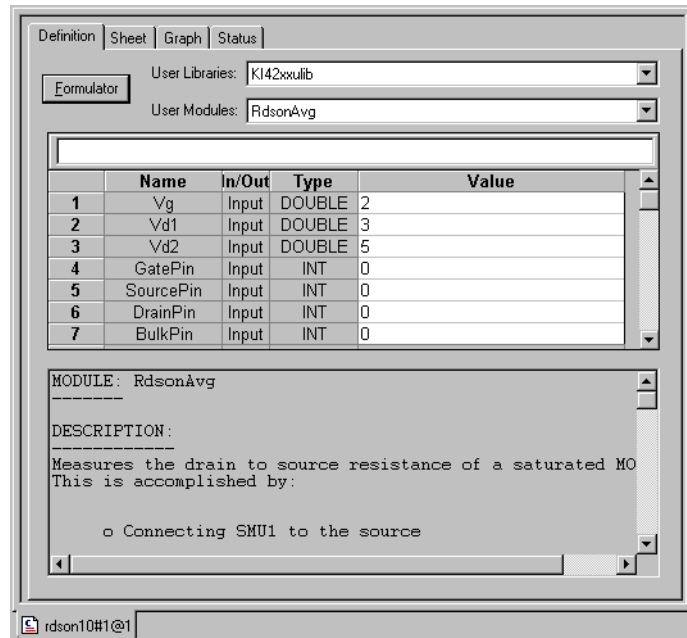 Definition Sheet Graph Status
Formulator
User Libraries: KI42xxulib
User Modules: RdsonAvg
Name In/Out Type Value
1 Vg Input DOUBLE 2
2 Vd1 Input DOUBLE 3
3 Vd2 Input DOUBLE 5
4 GatePin Input INT 0
5 SourcePin Input INT 0
6 DrainPin Input INT 0
7 BulkPin Input INT 0
MODULE: RdsonAvg
-------
DESCRIPTION:
------------
Measures the drain to source resistance of a saturated MO
This is accomplished by:
o Connecting SMU1 to the source
rdson10#1@1